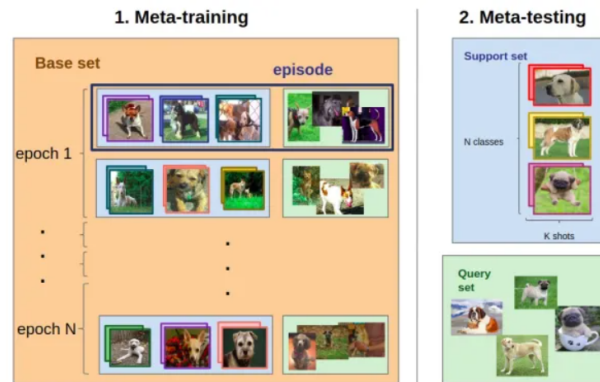 1. Meta-training
Base set
episode
epoch 1
epoch N
2. Meta-testing
Support set
N classes
K shots
Query
set